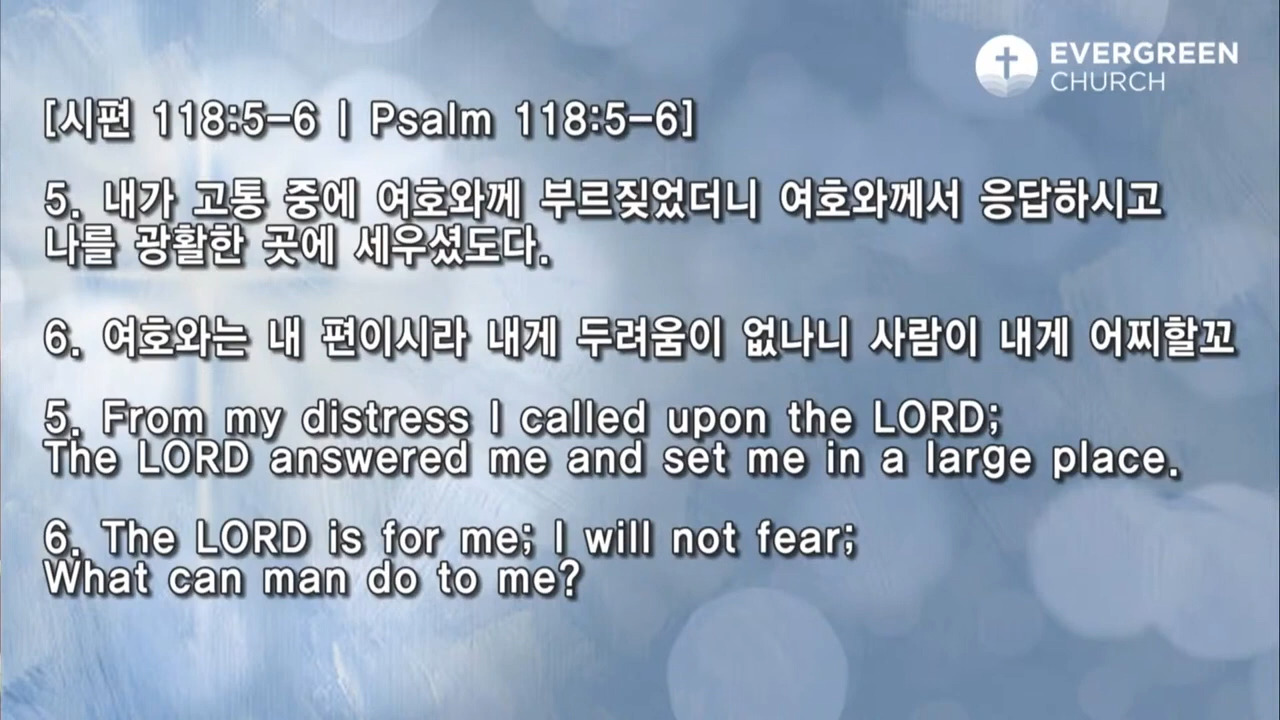 EVERGREEN
CHURCH
[시편 118:5-6 | Psalm 118:5-6]
5. 내가 고통 중에 여호와께 부르짖었더니 여호와께서 응답하시고
나를 광활한 곳에 세우셨도다.
6. 여호와는 내 편이시라 내게 두려움이 없나니 사람이 내게 어찌할꼬
5. From my distress I called upon the LORD;
The LORD answered me and set me in a large place.
6. The LORD is for me; I will not fear;
What can man do to me?